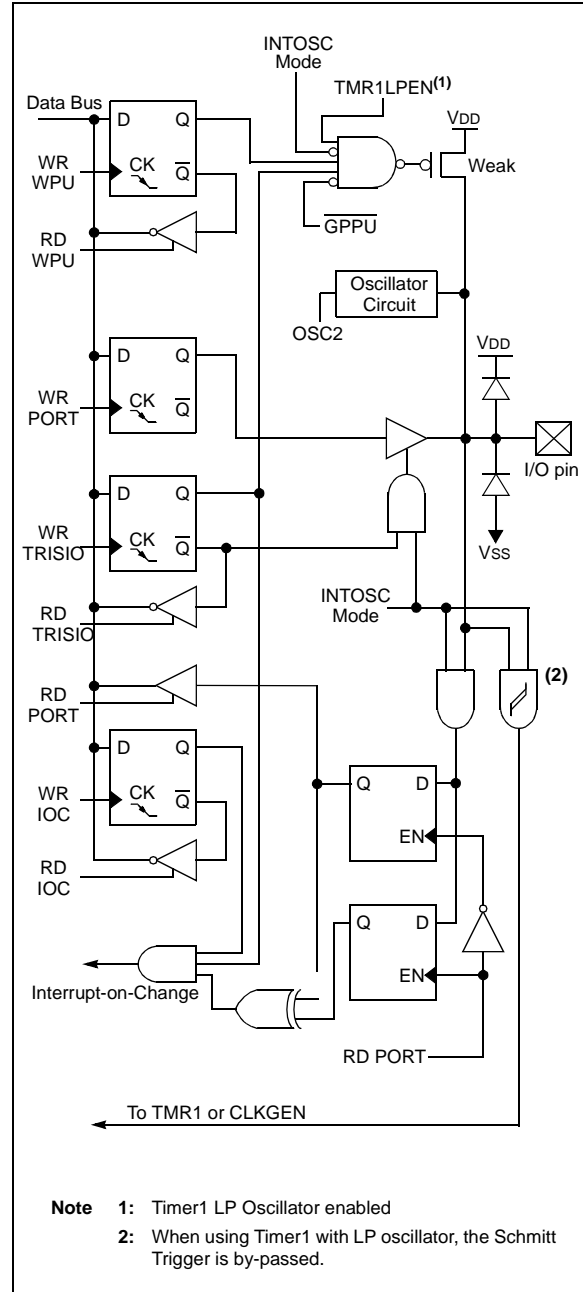 INTOSC
Mode
TMR1LPEN(1)
Data Bus
D Q
VDD
WR
WPU
CK
Q̅
Weak
RD
WPU
G̅P̅P̅U̅
Oscillator
Circuit
OSC2
D Q
VDD
WR
PORT
CK
Q̅
I/O pin
D Q
WR
TRISIO
CK
Q̅
VSS
RD
TRISIO
INTOSC
Mode
(2)
RD
PORT
D Q
Q D
WR
IOC
CK
Q̅
EN
RD
IOC
Q D
EN
Interrupt-on-Change
RD PORT
To TMR1 or CLKGEN
Note 1: Timer1 LP Oscillator enabled
2: When using Timer1 with LP oscillator, the Schmitt
Trigger is by-passed.